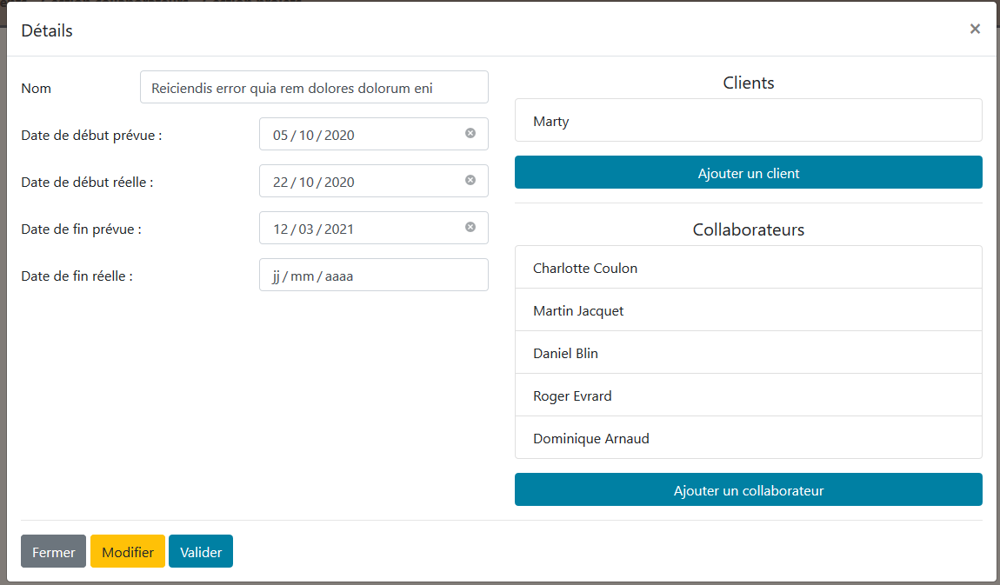 Détails
×
Nom
Reiciendis error quia rem dolores dolorum eni
Date de début prévue :
05/10/2020
Date de début réelle :
22/10/2020
Date de fin prévue :
12/03/2021
Date de fin réelle :
jj/mm/aaaa
Clients
Marty
Ajouter un client
Collaborateurs
Charlotte Coulon
Martin Jacquet
Daniel Blin
Roger Evrard
Dominique Arnaud
Ajouter un collaborateur
Fermer
Modifier
Valider